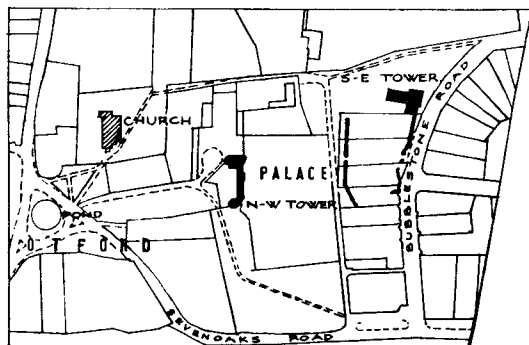 S-E TOWER
CHURCH
PALACE
N-W TOWER
POND
OTFORD
BUBBLESTONE ROAD
SEVENOAKS ROAD